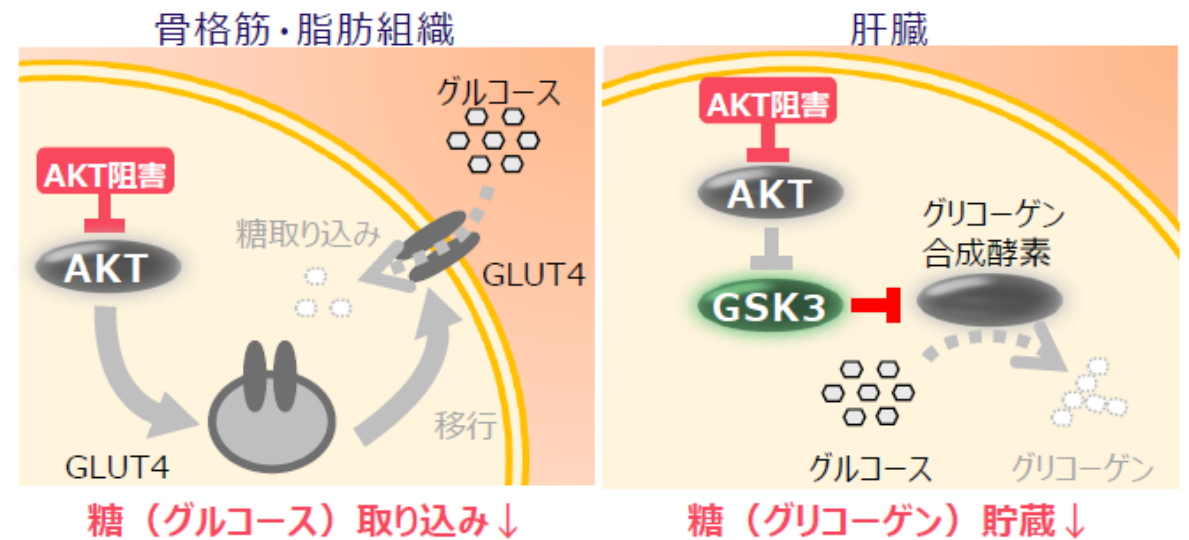 骨格筋・脂肪組織
グルコース
AKT阻害
AKT
糖取り込み
GLUT4
移行
GLUT4
糖（グルコース）取り込み↓
肝臓
AKT阻害
AKT
グリコーゲン
合成酵素
GSK3
グルコース
グリコーゲン
糖（グリコーゲン）貯蔵↓